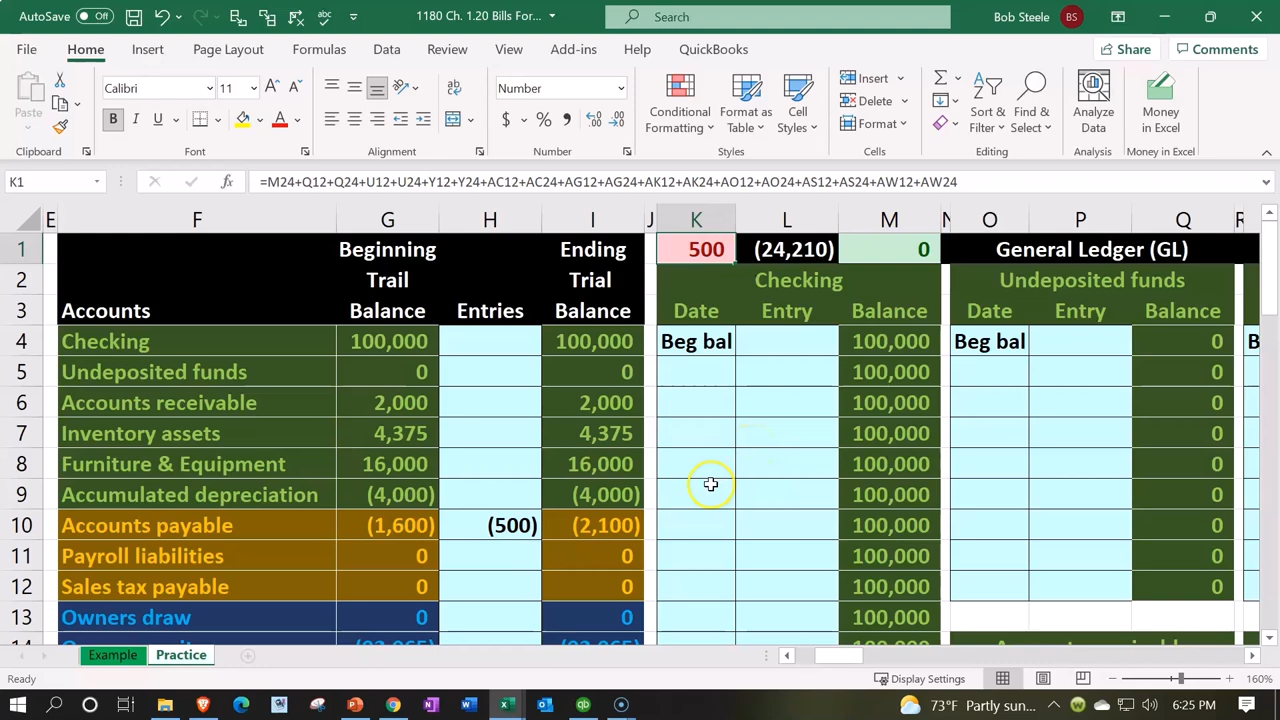 AutoSave Off 1180 Ch. 1.20 Bills For... Search Bob Steele BS
File Home Insert Page Layout Formulas Data Review View Add-ins Help QuickBooks Share Comments
Paste Calibri 11 Number Conditional Formatting Format as Table Cell Styles Insert Delete Format Sort & Filter Find & Select Analyze Data Money in Excel
Clipboard Font Alignment Number Styles Cells Editing Analysis Money in Excel
K1 =M24+Q12+Q24+U12+U24+Y12+Y24+AC12+AC24+AG12+AG24+AK12+AK24+AO12+AO24+AS12+AS24+AW12+AW24
E F G H I J K L M N O P Q R
1 Beginning Ending 500 (24,210) 0 General Ledger (GL)
2 Trail Trial Checking Undeposited funds
3 Accounts Balance Entries Balance Date Entry Balance Date Entry Balance
4 Checking 100,000 100,000 Beg bal 100,000 Beg bal 0 B
5 Undeposited funds 0 0 100,000 0
6 Accounts receivable 2,000 2,000 100,000 0
7 Inventory assets 4,375 4,375 100,000 0
8 Furniture & Equipment 16,000 16,000 100,000 0
9 Accumulated depreciation (4,000) (4,000) 100,000 0
10 Accounts payable (1,600) (500) (2,100) 100,000 0
11 Payroll liabilities 0 0 100,000 0
12 Sales tax payable 0 0 100,000 0
13 Owners draw 0 0 100,000
Example Practice
Ready Display Settings 160%
73°F Partly sun... 6:25 PM